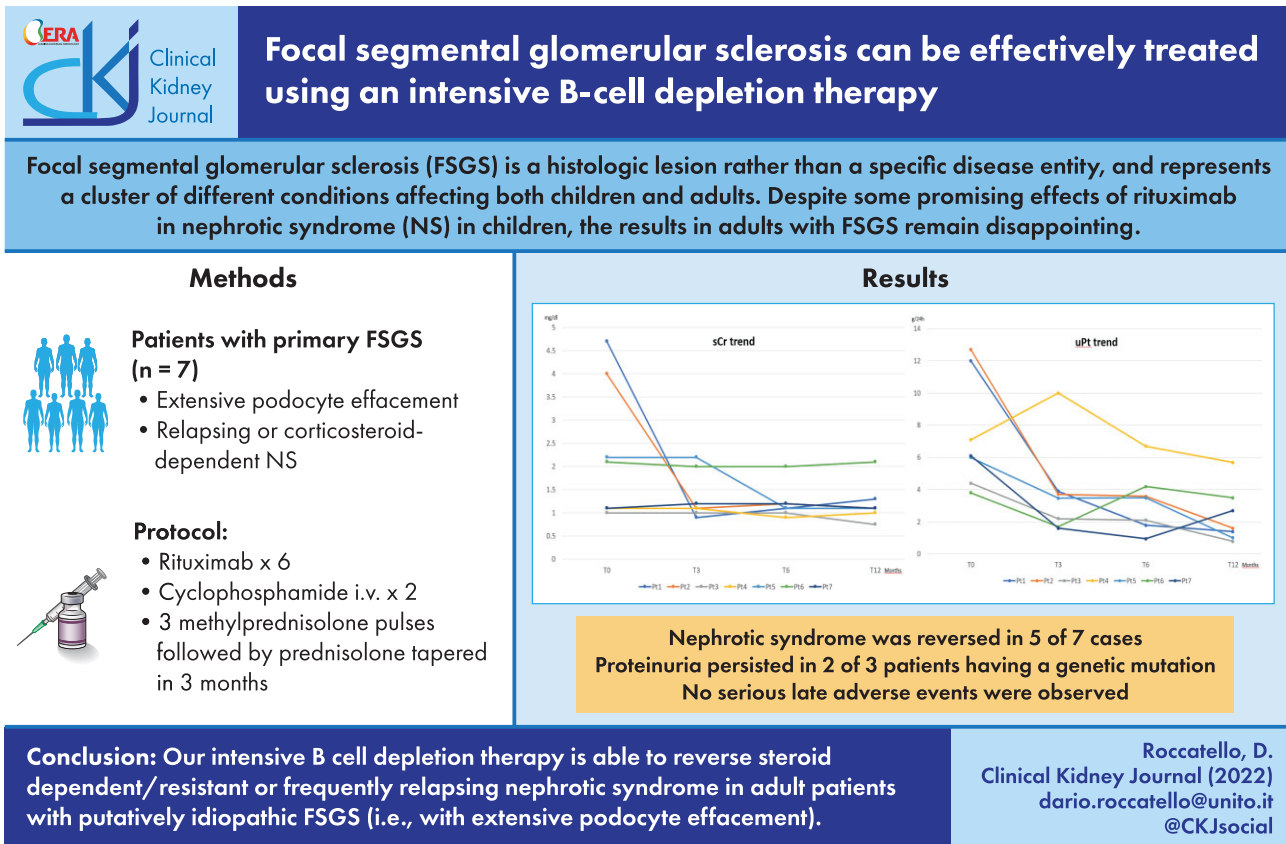 ERA
CKJ
Clinical
Kidney
Journal
Focal segmental glomerular sclerosis can be effectively treated
using an intensive B-cell depletion therapy
Focal segmental glomerular sclerosis (FSGS) is a histologic lesion rather than a specific disease entity, and represents
a cluster of different conditions affecting both children and adults. Despite some promising effects of rituximab
in nephrotic syndrome (NS) in children, the results in adults with FSGS remain disappointing.
Methods
Patients with primary FSGS
(n = 7)
• Extensive podocyte effacement
• Relapsing or corticosteroid-
dependent NS
Protocol:
• Rituximab x 6
• Cyclophosphamide i.v. x 2
• 3 methylprednisolone pulses
followed by prednisolone tapered
in 3 months
Results
mg/dl
sCr trend
5
4.5
4
3.5
3
2.5
2
1.5
1
0.5
0
T0 T3 T6 T12 Months
Pt1 Pt2 Pt3 Pt4 Pt5 Pt6 Pt7
g/24h
uPt trend
14
12
10
8
6
4
2
0
T0 T3 T6 T12 Months
Pt1 Pt2 Pt3 Pt4 Pt5 Pt6 Pt7
Nephrotic syndrome was reversed in 5 of 7 cases
Proteinuria persisted in 2 of 3 patients having a genetic mutation
No serious late adverse events were observed
Conclusion: Our intensive B cell depletion therapy is able to reverse steroid
dependent/resistant or frequently relapsing nephrotic syndrome in adult patients
with putatively idiopathic FSGS (i.e., with extensive podocyte effacement).
Roccatello, D.
Clinical Kidney Journal (2022)
dario.roccatello@unito.it
@CKJsocial